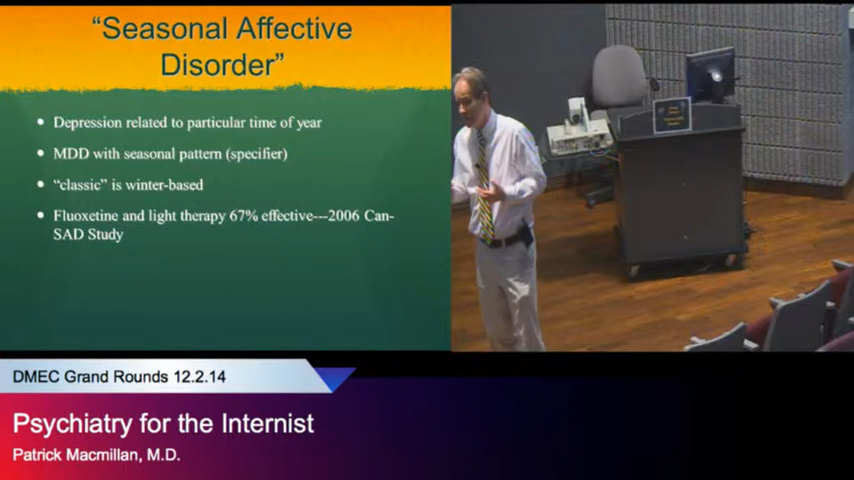 “Seasonal Affective
Disorder”
• Depression related to particular time of year
• MDD with seasonal pattern (specifier)
• “classic” is winter-based
• Fluoxetine and light therapy 67% effective---2006 Can-
SAD Study
DMEC Grand Rounds 12.2.14
Psychiatry for the Internist
Patrick Macmillan, M.D.